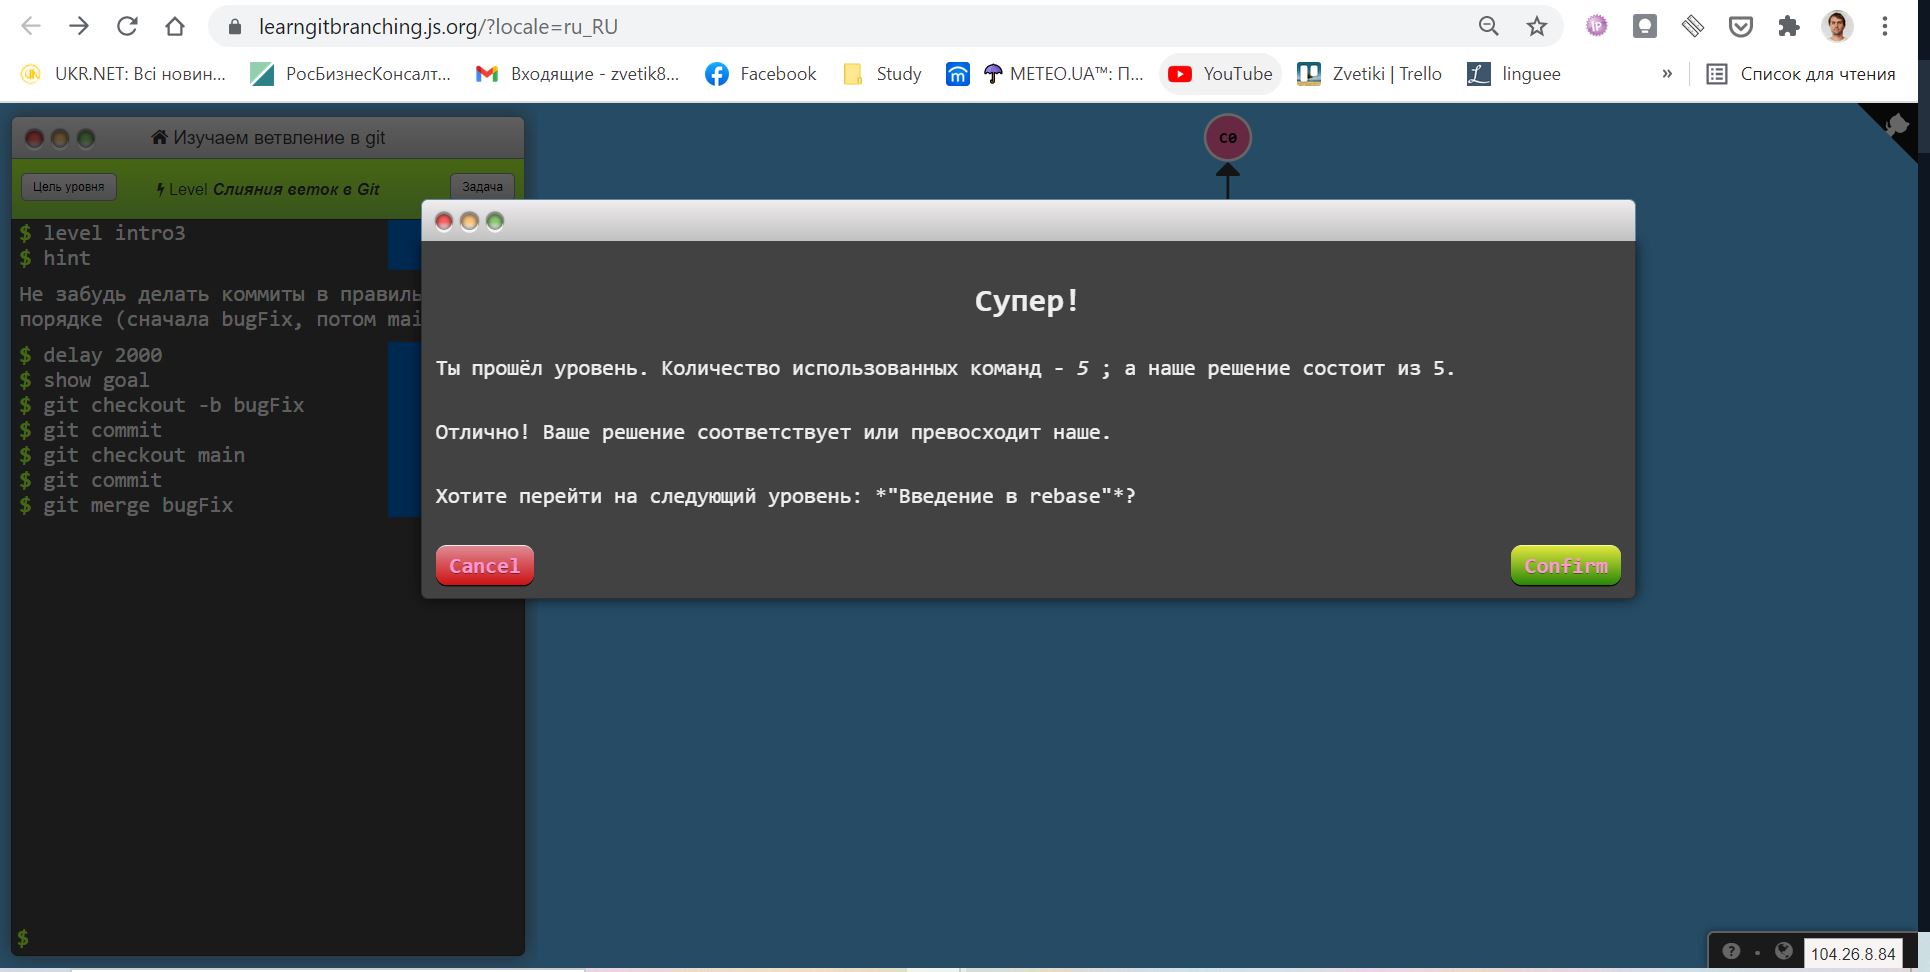 learngitbranching.js.org/?locale=ru_RU
UKR.NET: Всі новин... РосБизнесКонсалт... Входящие - zvetik8... Facebook Study METEO.UA™: П... YouTube Zvetiki | Trello linguee » Список для чтения
Изучаем ветвление в git
Цель уровня Level Слияния веток в Git Задача
$ level intro3
$ hint
Не забудь делать коммиты в правиль
порядке (сначала bugFix, потом mai
$ delay 2000
$ show goal
$ git checkout -b bugFix
$ git commit
$ git checkout main
$ git commit
$ git merge bugFix
$
C0
Супер!
Ты прошёл уровень. Количество использованных команд - 5 ; а наше решение состоит из 5.
Отлично! Ваше решение соответствует или превосходит наше.
Хотите перейти на следующий уровень: *"Введение в rebase"*?
Cancel Confirm
104.26.8.84